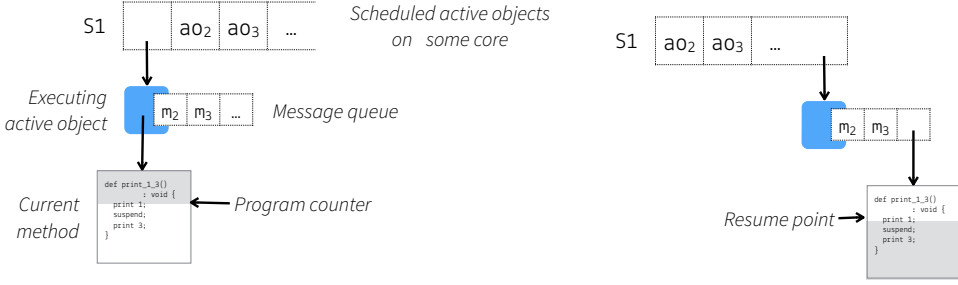 Scheduled active objects
on some core
S1 ao2 ao3 …
Executing
active object
m2 m3 …
Message queue
Current
method
def print_1_3()
: void {
print 1;
suspend;
print 3;
}
Program counter
S1 ao2 ao3 …
m2 m3
Resume point
def print_1_3()
: void {
print 1;
suspend;
print 3;
}